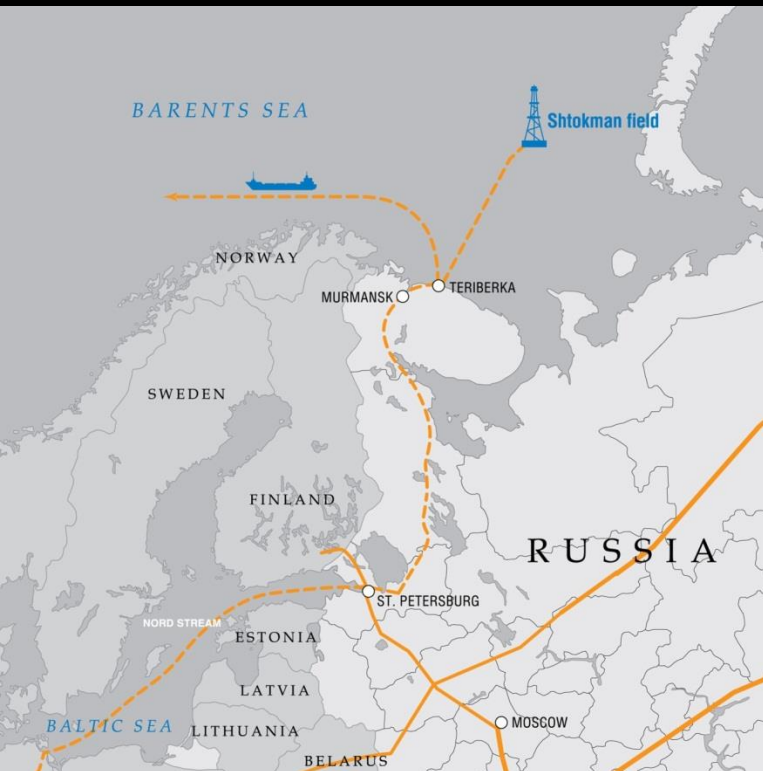 BARENTS SEA
Shtokman field
NORWAY
MURMANSK
TERIBERKA
SWEDEN
FINLAND
RUSSIA
ST. PETERSBURG
NORD STREAM
ESTONIA
LATVIA
BALTIC SEA
LITHUANIA
MOSCOW
BELARUS